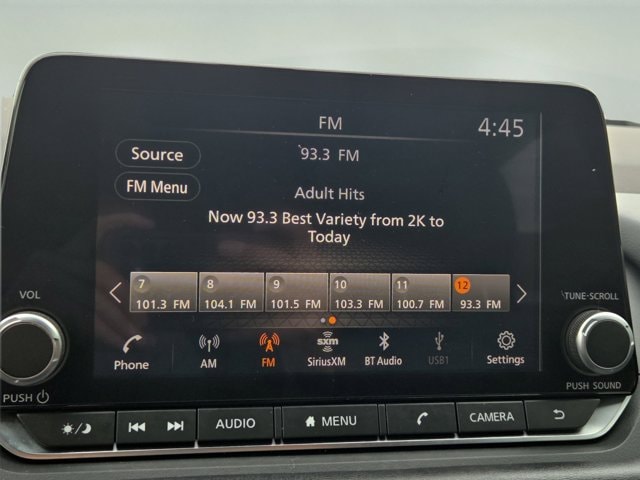 FM
4:45
Source
93.3 FM
FM Menu
Adult Hits
Now 93.3 Best Variety from 2K to
Today
7 8 9 10 11 12
101.3 FM 104.1 FM 101.5 FM 103.3 FM 100.7 FM 93.3 FM
VOL
TUNE-SCROLL
sxm
Phone AM FM SiriusXM BT Audio USB1 Settings
PUSH
PUSH SOUND
AUDIO MENU CAMERA